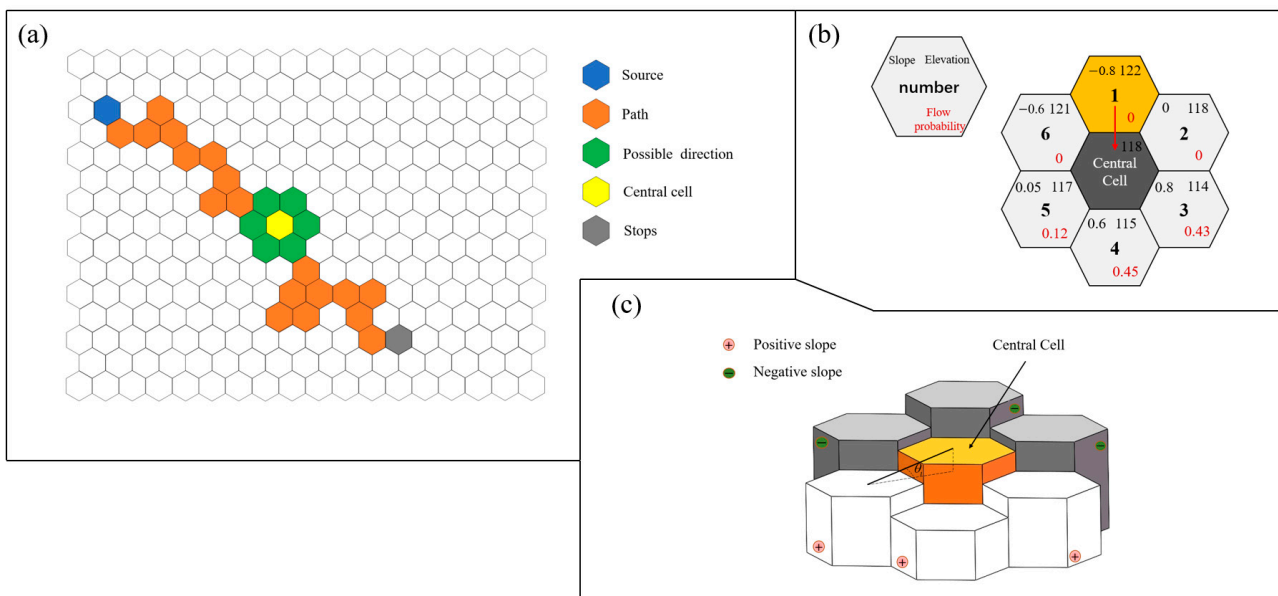 (a)
Source
Path
Possible direction
Central cell
Stops
(b)
Slope Elevation
number
Flow
probability
−0.8 122
1
0
−0.6 121
6
0
0 118
2
0
118
Central
Cell
0.05 117
5
0.12
0.8 114
3
0.43
0.6 115
4
0.45
(c)
Positive slope
Negative slope
Central Cell
θ